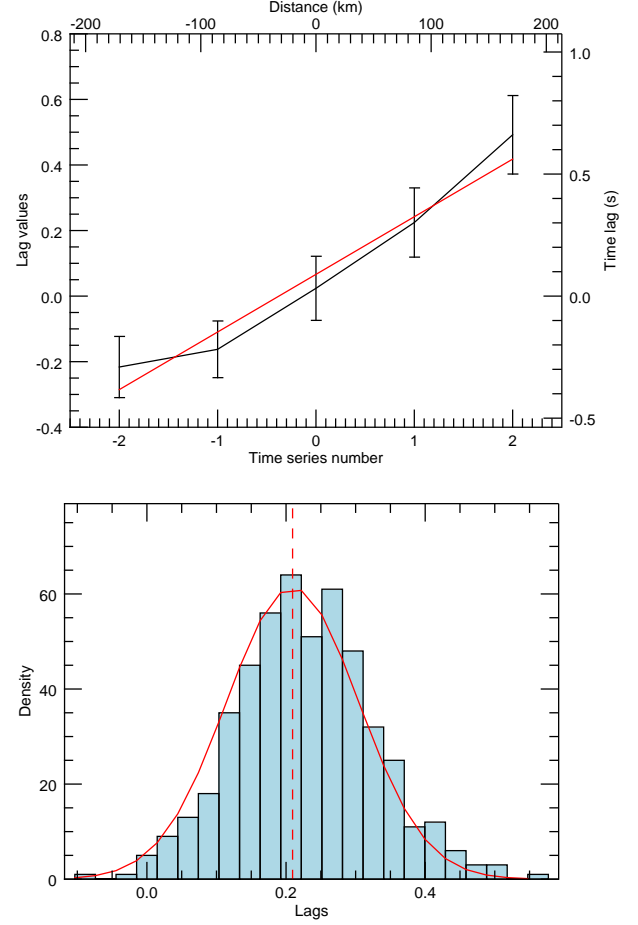 Distance (km)
-200 -100 0 100 200
0.8
0.6
0.4
0.2
0.0
-0.2
-0.4
Lag values
1.0
0.5
0.0
-0.5
Time lag (s)
-2 -1 0 1 2
Time series number
60
40
20
0
Density
0.0 0.2 0.4
Lags